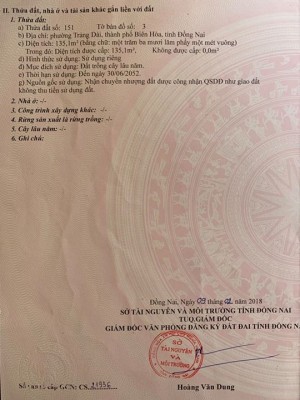 II. Thửa đất, nhà ở và tài sản khác gắn liền với đất
1. Thửa đất:
a) Thửa đất số: 151 Tờ bản đồ số: 3
b) Địa chỉ: phường Trảng Dài, thành phố Biên Hòa, tỉnh Đồng Nai
c) Diện tích: 135,1m² (bằng chữ: một trăm ba mươi lăm phẩy một mét vuông)
Trong đó: Diện tích được cấp: 135,1m², Không được cấp: 0,0m²
d) Hình thức sử dụng: Sử dụng riêng
đ) Mục đích sử dụng: Đất trồng cây lâu năm.
e) Thời hạn sử dụng: Đến ngày 30/06/2052.
g) Nguồn gốc sử dụng: Nhận chuyển nhượng đất được công nhận QSDĐ như giao đất
không thu tiền sử dụng đất.
2. Nhà ở: -/-
3. Công trình xây dựng khác: -/-
4. Rừng sản xuất là rừng trồng: -/-
5. Cây lâu năm: -/-
6. Ghi chú: -/-
Đồng Nai, ngày 09 tháng 02 năm 2018
SỞ TÀI NGUYÊN VÀ MÔI TRƯỜNG TỈNH ĐỒNG NAI
TUQ.GIÁM ĐỐC
GIÁM ĐỐC VĂN PHÒNG ĐĂNG KÝ ĐẤT ĐAI TỈNH ĐỒNG N
SỞ
TÀI NGUYÊN
VÀ
MÔI TRƯỜNG
Số vào sổ cấp GCN: CS
Hoàng Văn Dung